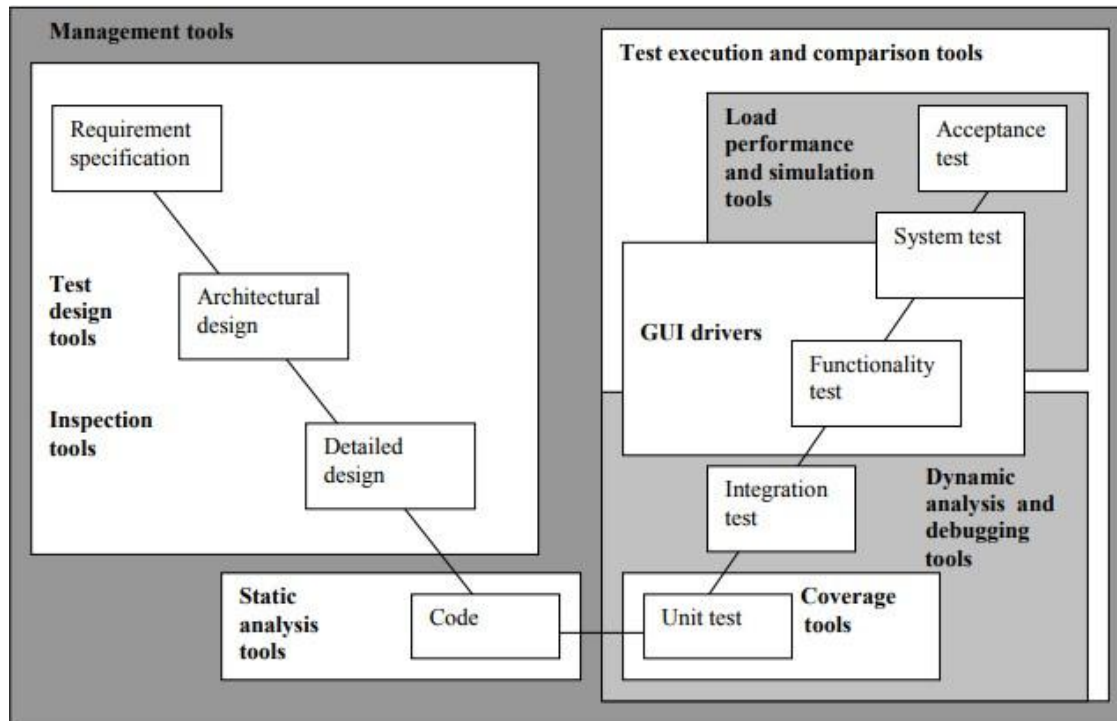 Management tools
Requirement
specification
Test
design
tools
Architectural
design
Inspection
tools
Detailed
design
Static
analysis
tools
Code
Test execution and comparison tools
Load
performance
and simulation
tools
Acceptance
test
System test
GUI drivers
Functionality
test
Integration
test
Dynamic
analysis and
debugging
tools
Unit test
Coverage
tools